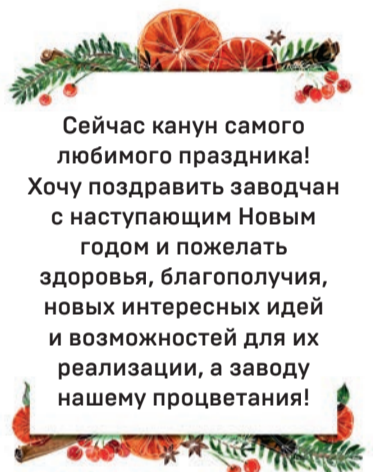 Сейчас канун самого
любимого праздника!
Хочу поздравить заводчан
с наступающим Новым
годом и пожелать
здоровья, благополучия,
новых интересных идей
и возможностей для их
реализации, а заводу
нашему процветания!